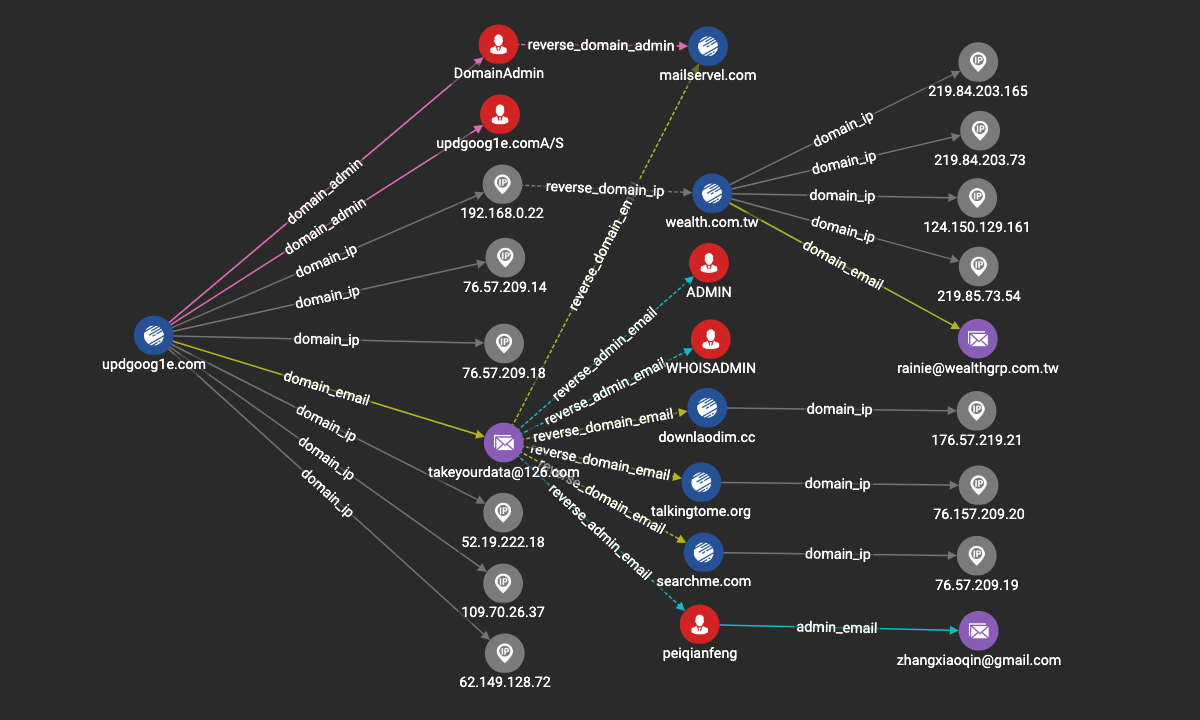 DomainAdmin
reverse_domain_admin
mailservel.com
219.84.203.165
domain_admin
updgoog1e.comA/S
domain_ip
219.84.203.73
domain_admin
192.168.0.22
reverse_domain_ip
wealth.com.tw
domain_ip
domain_ip
124.150.129.161
domain_ip
76.57.209.14
reverse_domain_en
ADMIN
domain_ip
domain_email
219.85.73.54
domain_ip
updgoog1e.com
domain_ip
76.57.209.18
reverse_admin_email
WHOISADMIN
rainie@wealthgrp.com.tw
domain_email
reverse_admin_email
reverse_domain_email
downlaodim.cc
domain_ip
176.57.219.21
takeyourdata@126.com
reverse_domain_email
talkingtome.org
domain_ip
76.157.209.20
domain_ip
52.19.222.18
reverse_domain_email
searchme.com
domain_ip
76.57.209.19
domain_ip
109.70.26.37
reverse_admin_email
peiqianfeng
admin_email
zhangxiaoqin@gmail.com
domain_ip
62.149.128.72